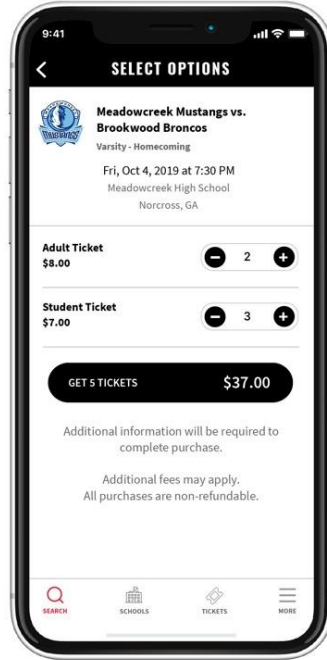 9:41
SELECT OPTIONS
MUSTANGS
Meadowcreek Mustangs vs.
Brookwood Broncos
Varsity - Homecoming
Fri, Oct 4, 2019 at 7:30 PM
Meadowcreek High School
Norcross, GA
Adult Ticket
$8.00
2
Student Ticket
$7.00
3
GET 5 TICKETS $37.00
Additional information will be required to
complete purchase.
Additional fees may apply.
All purchases are non-refundable.
SEARCH SCHOOLS TICKETS MORE